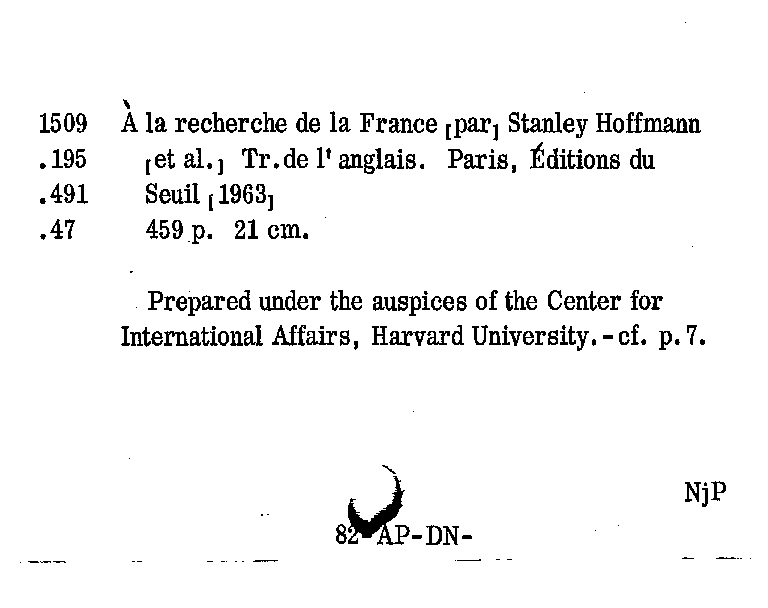 1509 À la recherche de la France [par] Stanley Hoffmann
.195 [et al.] Tr.de l'anglais. Paris, Éditions du
.491 Seuil [1963]
.47 459 p. 21 cm.
Prepared under the auspices of the Center for
International Affairs, Harvard University.-cf. p.7.
NjP
82 AP-DN-